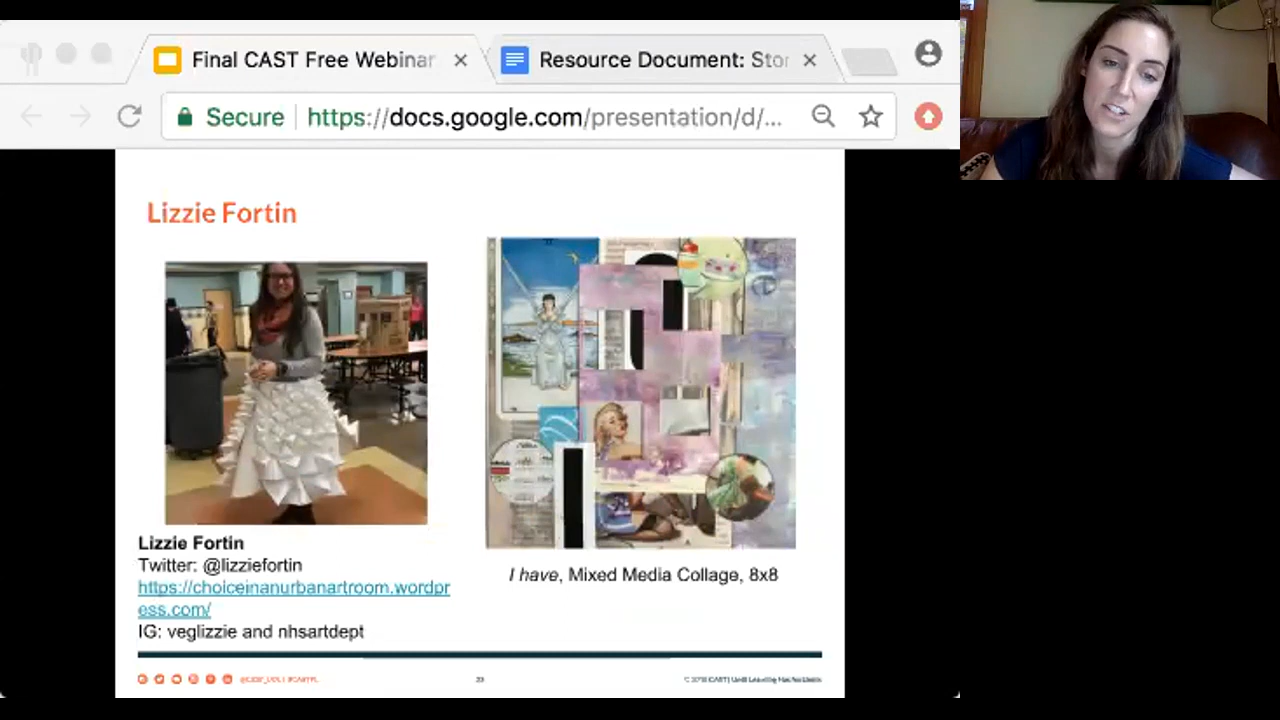 Final CAST Free Webinar
Resource Document: Stor
Secure
https://docs.google.com/presentation/d/...
Lizzie Fortin
Lizzie Fortin
Twitter: @lizziefortin
https://choiceinanurbanartroom.wordpr
ess.com/
IG: veglizzie and nhsartdept
I have, Mixed Media Collage, 8x8
23